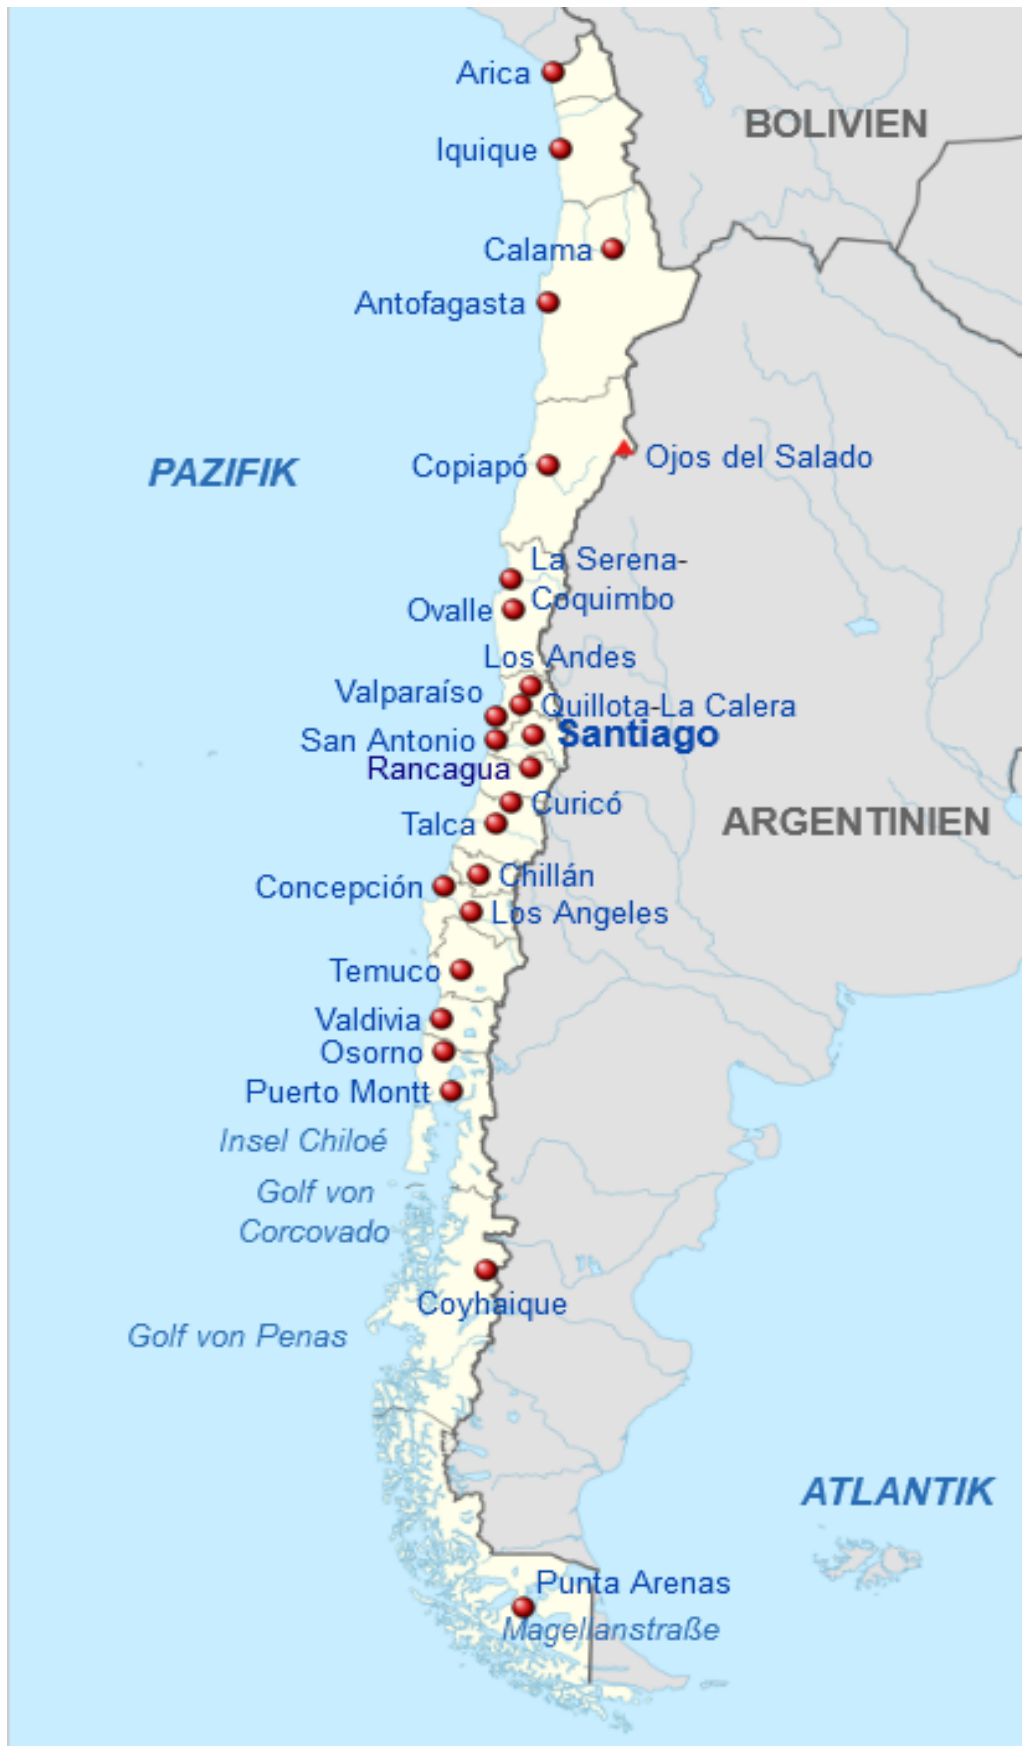 Arica
BOLIVIEN
Iquique
Calama
Antofagasta
PAZIFIK
Copiapó
Ojos del Salado
La Serena-
Coquimbo
Ovalle
Los Andes
Valparaíso
Quillota-La Calera
Santiago
San Antonio
Rancagua
Curicó
Talca
ARGENTINIEN
Chillán
Concepción
Los Angeles
Temuco
Valdivia
Osorno
Puerto Montt
Insel Chiloé
Golf von
Corcovado
Coyhaique
Golf von Penas
ATLANTIK
Punta Arenas
Magellanstraße